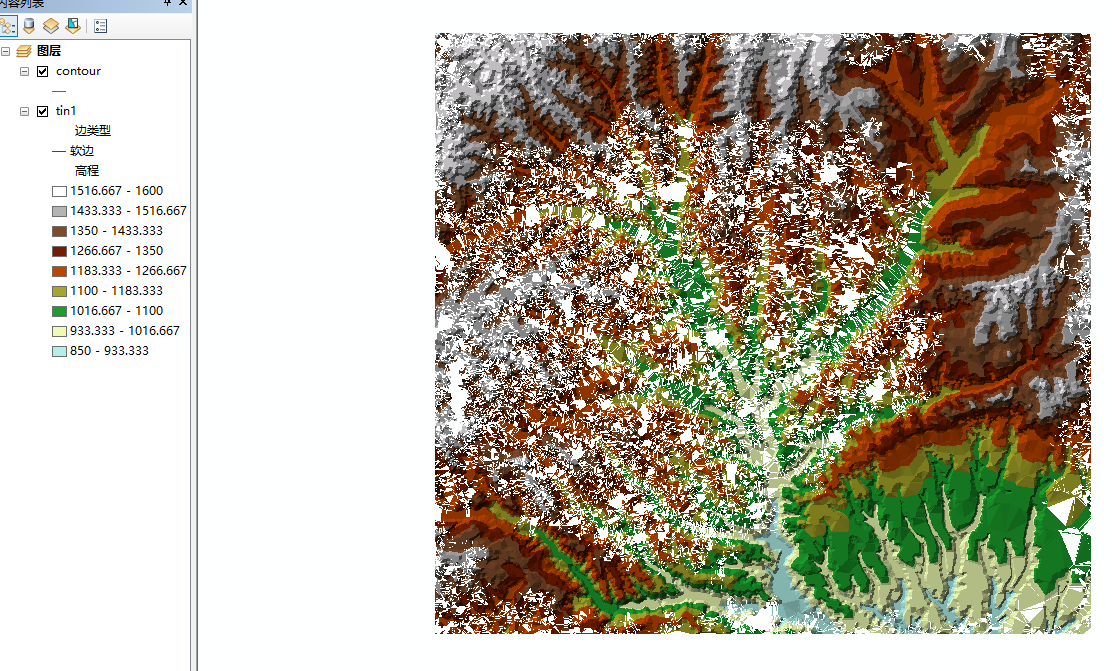 内容列表
图层
contour
tin1
边类型
软边
高程
1516.667 - 1600
1433.333 - 1516.667
1350 - 1433.333
1266.667 - 1350
1183.333 - 1266.667
1100 - 1183.333
1016.667 - 1100
933.333 - 1016.667
850 - 933.333